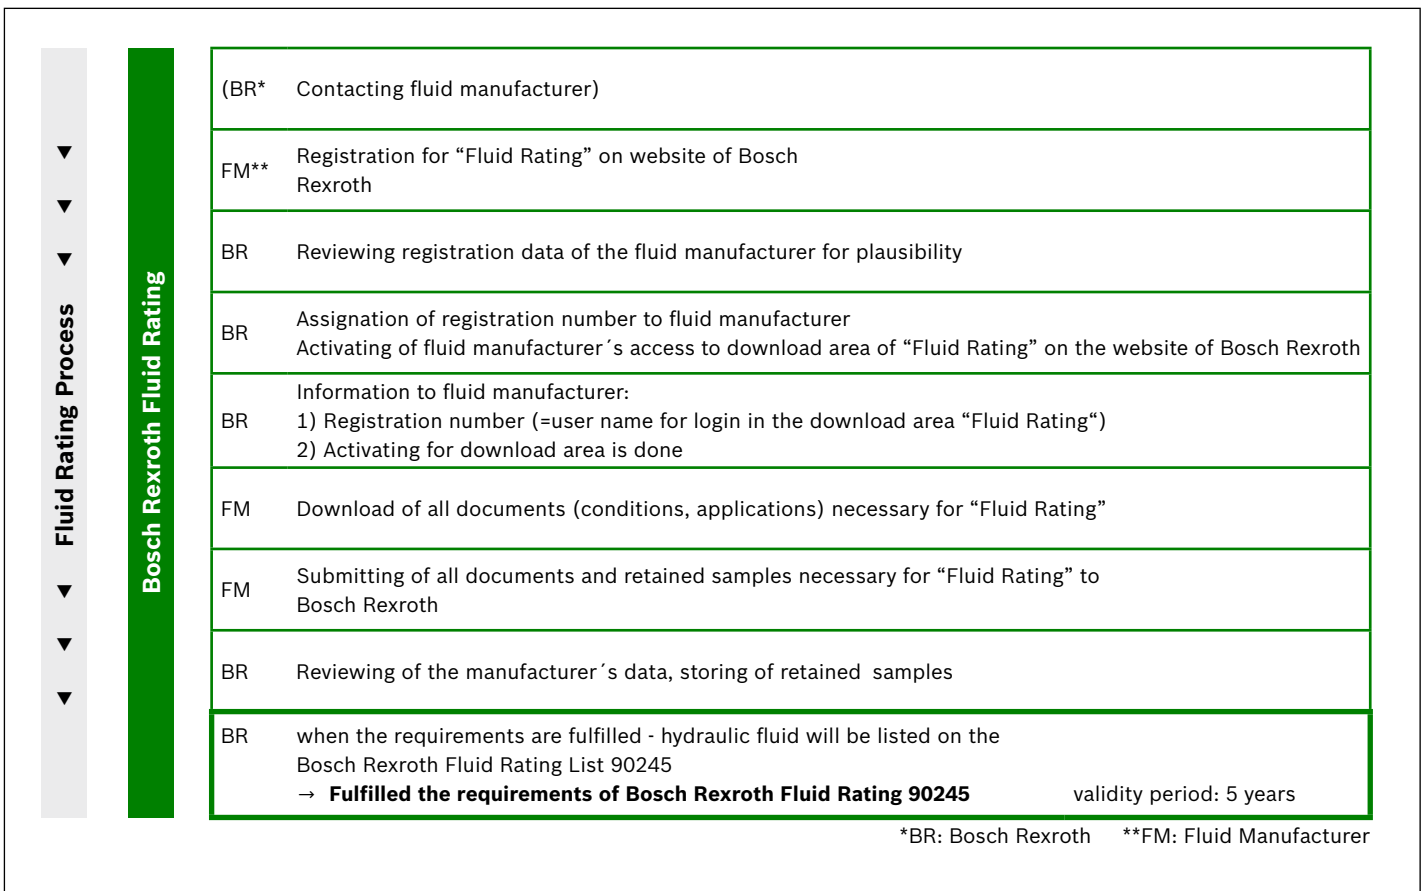 Fluid Rating Process
Bosch Rexroth Fluid Rating
(BR* Contacting fluid manufacturer)
FM** Registration for “Fluid Rating” on website of Bosch
Rexroth
BR Reviewing registration data of the fluid manufacturer for plausibility
BR Assignation of registration number to fluid manufacturer
Activating of fluid manufacturer´s access to download area of “Fluid Rating” on the website of Bosch Rexroth
BR Information to fluid manufacturer:
1) Registration number (=user name for login in the download area “Fluid Rating“)
2) Activating for download area is done
FM Download of all documents (conditions, applications) necessary for “Fluid Rating”
FM Submitting of all documents and retained samples necessary for “Fluid Rating” to
Bosch Rexroth
BR Reviewing of the manufacturer´s data, storing of retained samples
BR when the requirements are fulfilled - hydraulic fluid will be listed on the
Bosch Rexroth Fluid Rating List 90245
→ Fulfilled the requirements of Bosch Rexroth Fluid Rating 90245 validity period: 5 years
*BR: Bosch Rexroth **FM: Fluid Manufacturer